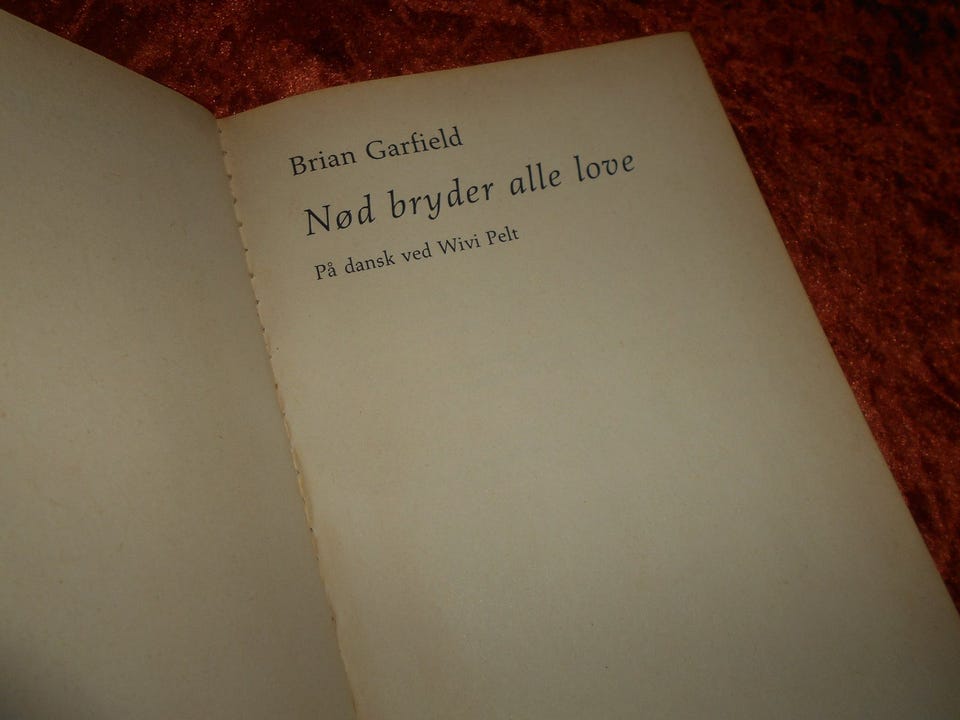 Brian Garfield
Nød bryder alle love
På dansk ved Wivi Pelt